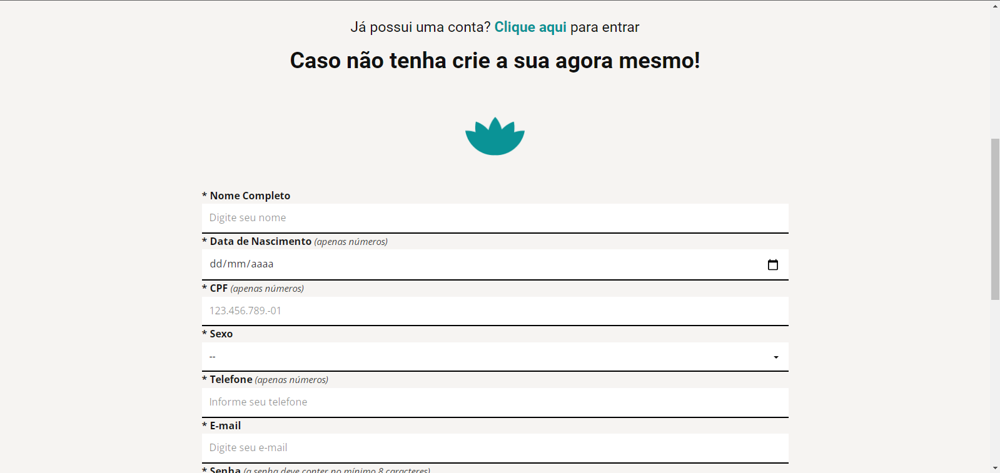 Já possui uma conta? Clique aqui para entrar
Caso não tenha crie a sua agora mesmo!
* Nome Completo
Digite seu nome
* Data de Nascimento (apenas números)
dd/mm/aaaa
* CPF (apenas números)
123.456.789.-01
* Sexo
--
* Telefone (apenas números)
Informe seu telefone
* E-mail
Digite seu e-mail
* Senha (a senha deve conter no mínimo 8 caracteres)